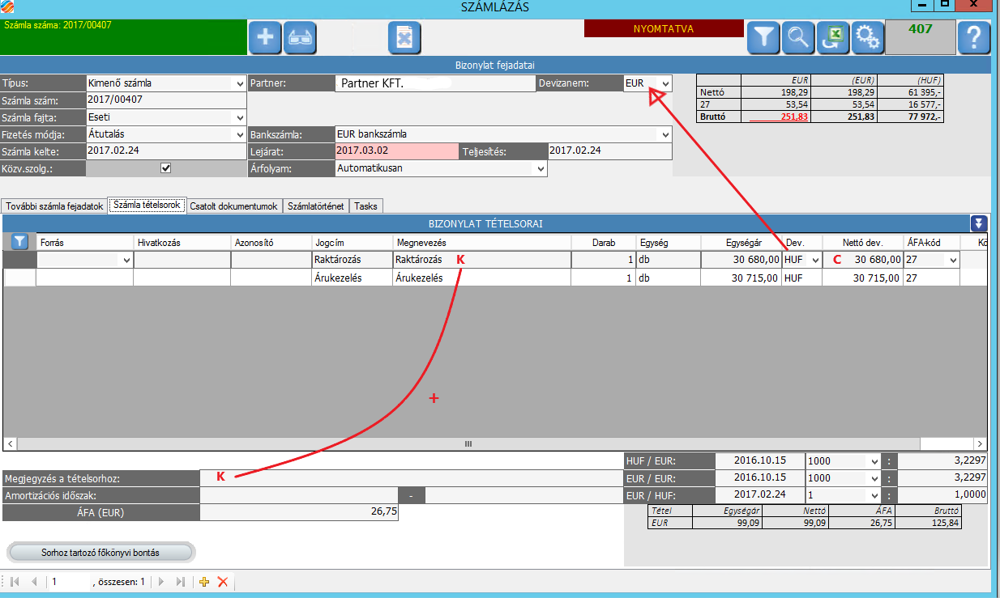 SZÁMLÁZÁS
Számla száma: 2017/00407
NYOMTATVA
407
?
Bizonylat fejadatai
Típus: Kimenő számla Partner: Partner KFT. Devizanem: EUR
Számla szám: 2017/00407
Számla fajta: Eseti
Fizetés módja: Átutalás Bankszámla: EUR bankszámla
Számla kelte: 2017.02.24 Lejárat: 2017.03.02 Teljesítés: 2017.02.24
Közv.szolg.: Árfolyam: Automatikusan
EUR (EUR) (HUF)
Nettó 198,29 198,29 61 395,-
27 53,54 53,54 16 577,-
Bruttó 251,83 251,83 77 972,-
További számla fejadatok Számla tételsorok Csatolt dokumentumok Számlatörténet Tasks
BIZONYLAT TÉTELSORAI
Forrás Hivatkozás Azonosító Jogcím Megnevezés Darab Egység Egységár Dev. Nettó dev. ÁFA-kód Kö
Raktározás Raktározás K 1 db 30 680,00 HUF C 30 680,00 27
Árukezelés Árukezelés 1 db 30 715,00 HUF 30 715,00 27
+
Megjegyzés a tételsorhoz: K
Amortizációs időszak: -
ÁFA (EUR) 26,75
HUF / EUR: 2016.10.15 1000 : 3,2297
EUR / EUR: 2016.10.15 1000 : 3,2297
EUR / HUF: 2017.02.24 1 : 1,0000
Tétel Egységár Nettó ÁFA Bruttó
EUR 99,09 99,09 26,75 125,84
Sorhoz tartozó főkönyvi bontás
1 , összesen: 1